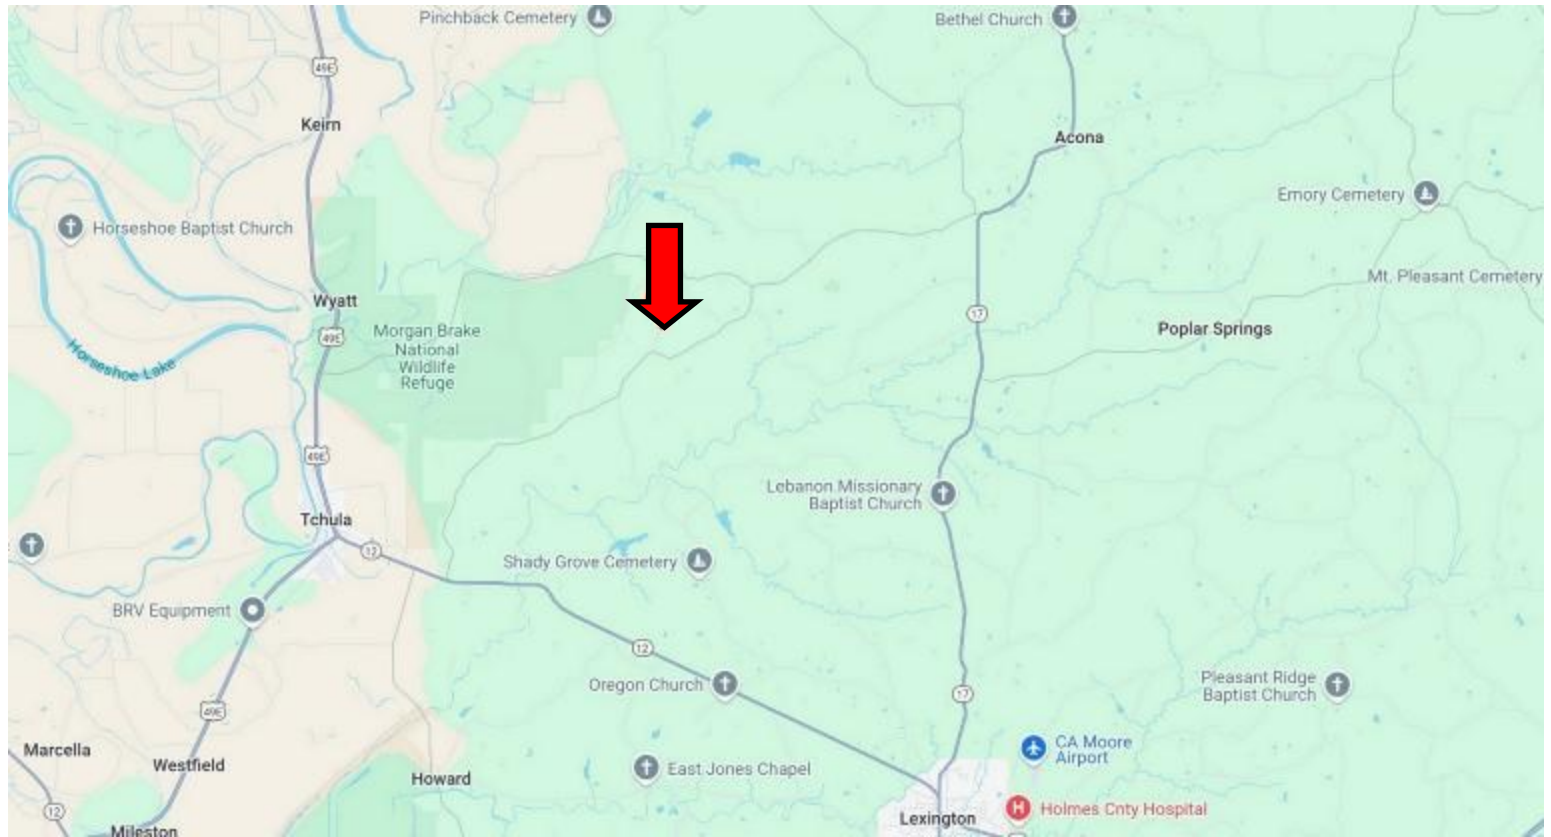 Pinchback Cemetery
Bethel Church
49E
Keirn
Acona
Emory Cemetery
Horseshoe Baptist Church
Mt. Pleasant Cemetery
Wyatt
17
Poplar Springs
49E
Morgan Brake
National
Wildlife
Refuge
Horseshoe Lake
49E
Lebanon Missionary
Baptist Church
Tchula
12
Shady Grove Cemetery
BRV Equipment
12
Oregon Church
Pleasant Ridge
Baptist Church
17
49E
Marcella
Westfield
CA Moore
Airport
East Jones Chapel
Howard
12
Holmes Cnty Hospital
Lexington
Mileston